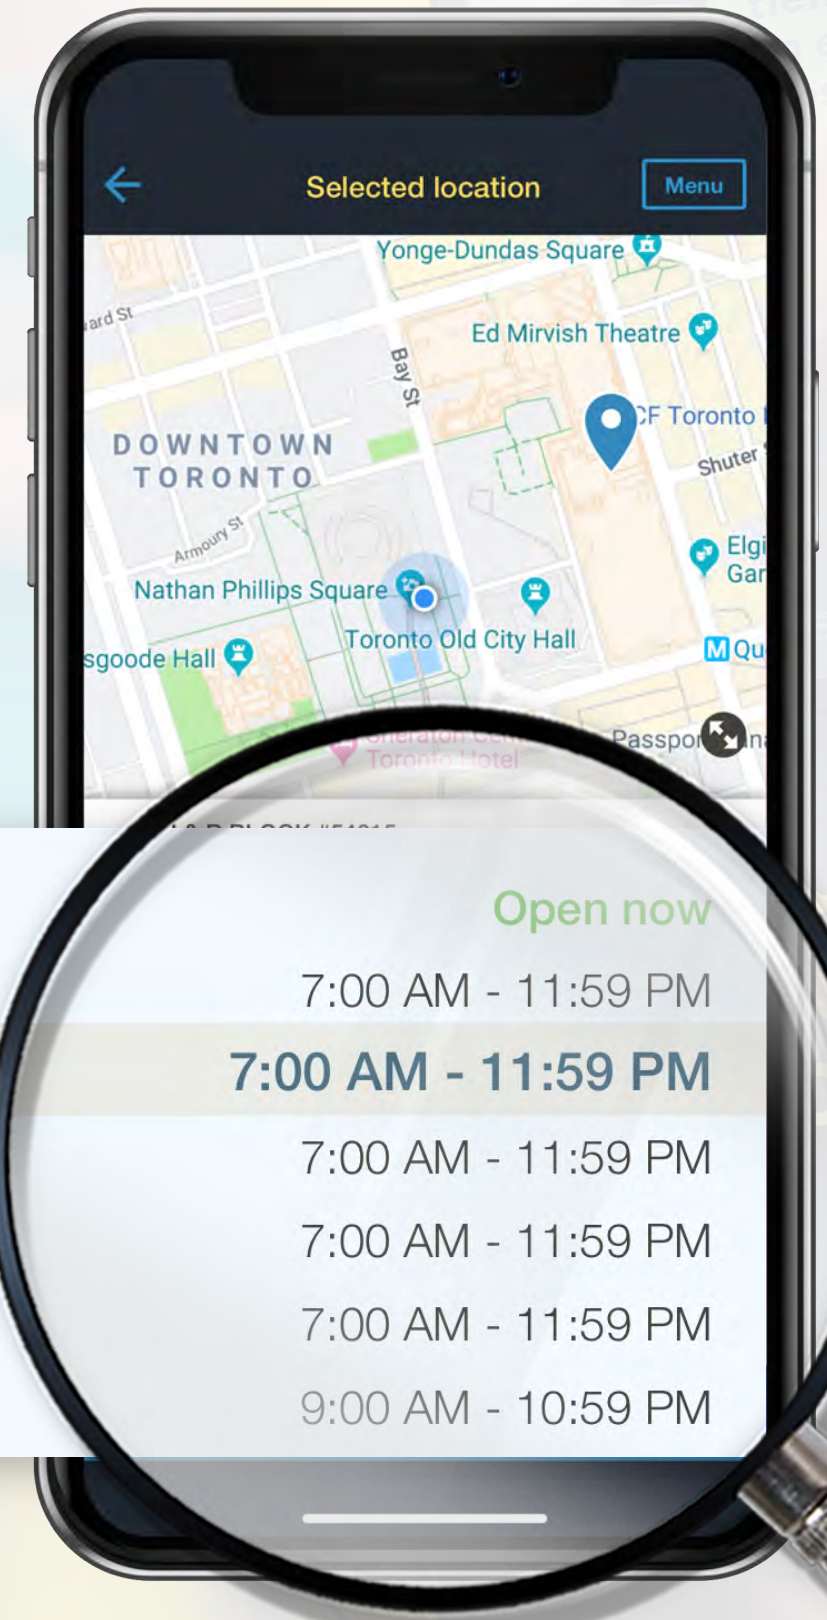 Selected location
Menu
Yonge-Dundas Square
ard St
Ed Mirvish Theatre
Bay St
CF Toronto
DOWNTOWN
TORONTO
Shuter
Armoury St
Elgi
Gar
Nathan Phillips Square
Toronto Old City Hall
sgoode Hall
M Qu
Sheraton
Toronto Hotel
Passpor
Open now
7:00 AM - 11:59 PM
7:00 AM - 11:59 PM
7:00 AM - 11:59 PM
7:00 AM - 11:59 PM
7:00 AM - 11:59 PM
9:00 AM - 10:59 PM